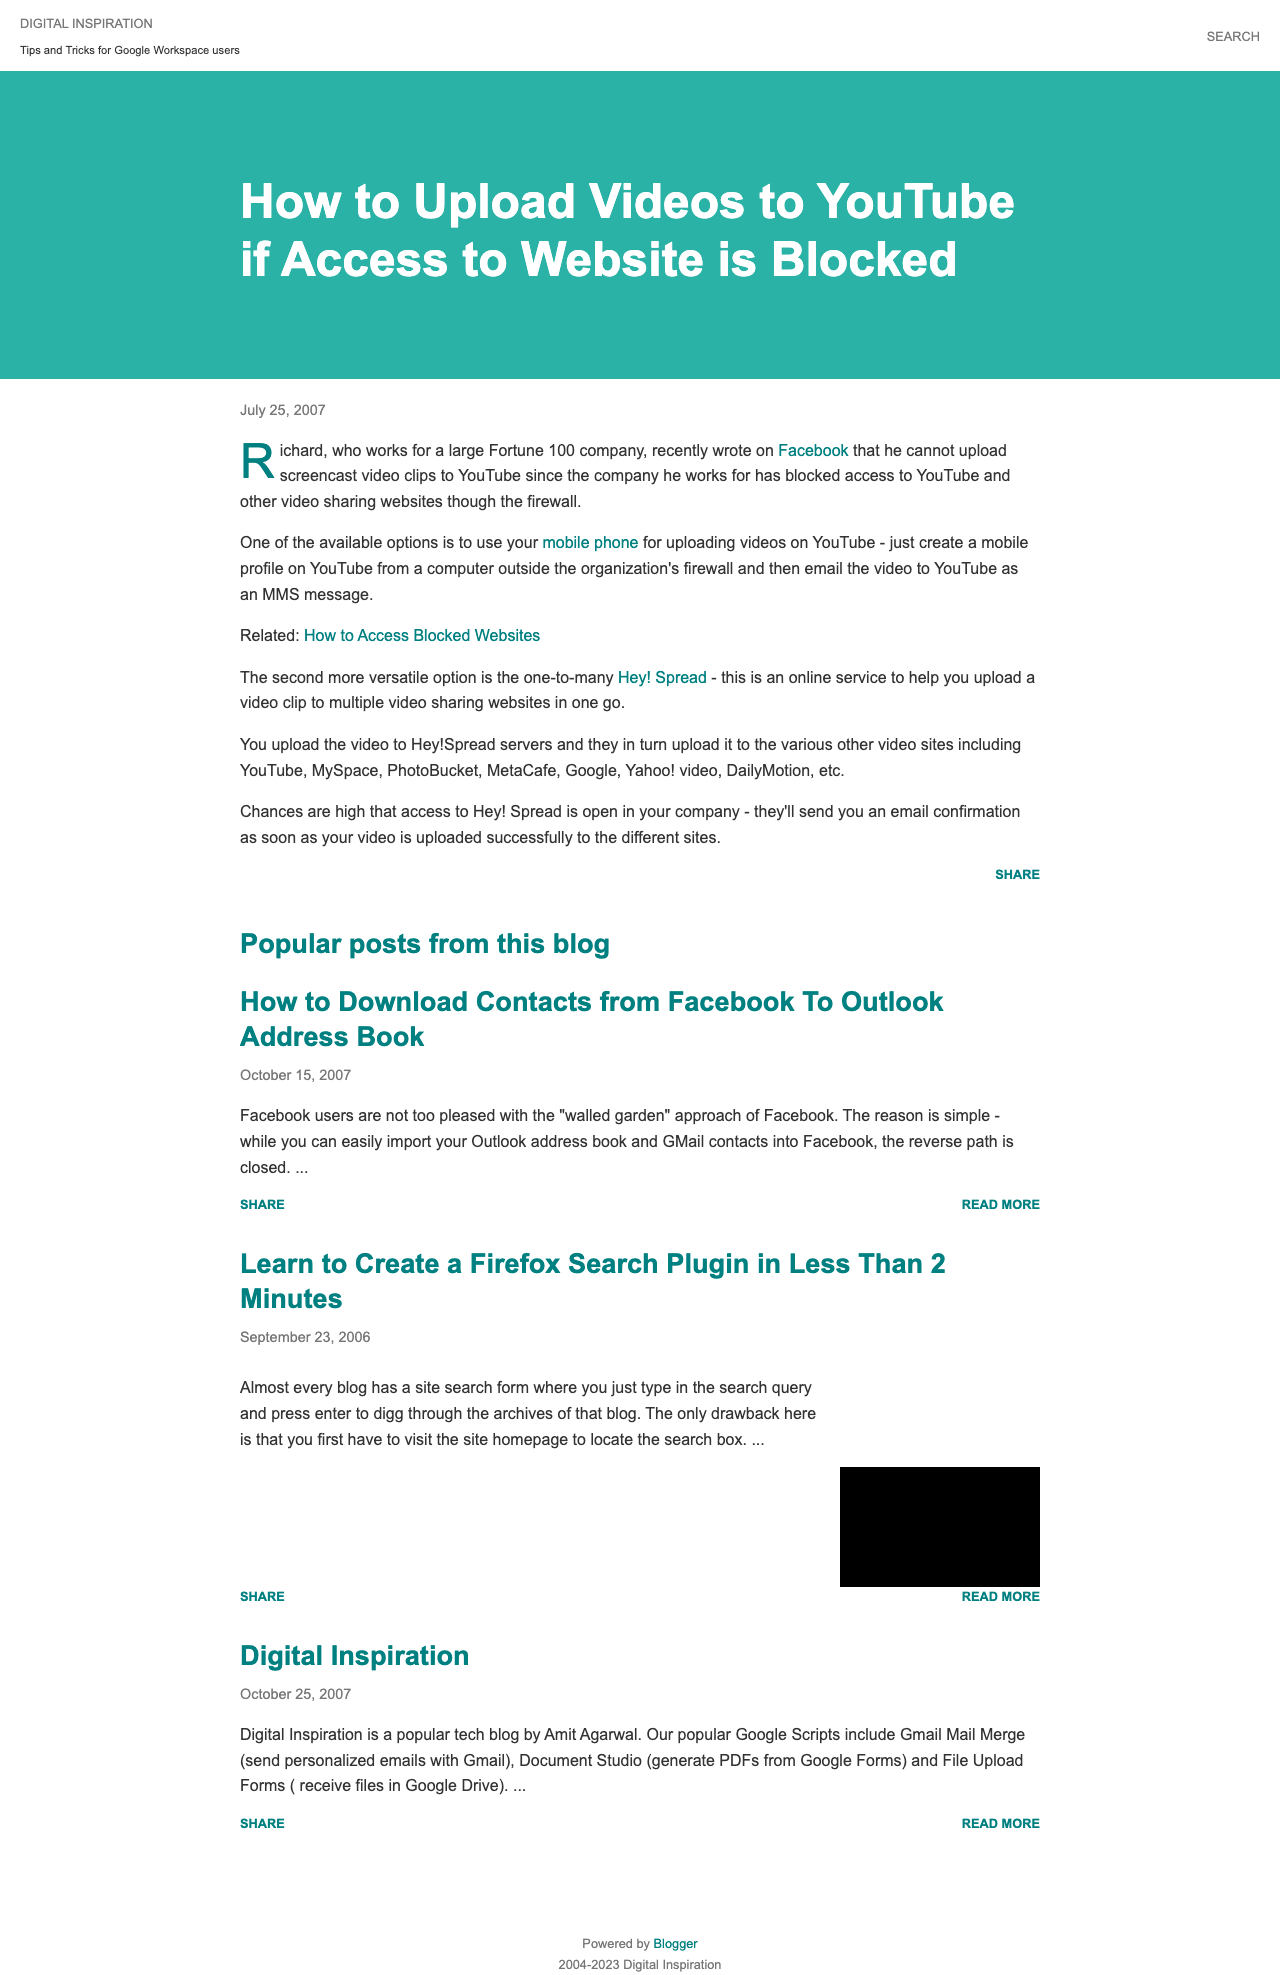 DIGITAL INSPIRATION
Tips and Tricks for Google Workspace users
SEARCH
How to Upload Videos to YouTube
if Access to Website is Blocked
July 25, 2007
Richard, who works for a large Fortune 100 company, recently wrote on Facebook that he cannot upload
screencast video clips to YouTube since the company he works for has blocked access to YouTube and
other video sharing websites though the firewall.
One of the available options is to use your mobile phone for uploading videos on YouTube - just create a mobile
profile on YouTube from a computer outside the organization's firewall and then email the video to YouTube as
an MMS message.
Related: How to Access Blocked Websites
The second more versatile option is the one-to-many Hey! Spread - this is an online service to help you upload a
video clip to multiple video sharing websites in one go.
You upload the video to Hey!Spread servers and they in turn upload it to the various other video sites including
YouTube, MySpace, PhotoBucket, MetaCafe, Google, Yahoo! video, DailyMotion, etc.
Chances are high that access to Hey! Spread is open in your company - they'll send you an email confirmation
as soon as your video is uploaded successfully to the different sites.
SHARE
Popular posts from this blog
How to Download Contacts from Facebook To Outlook
Address Book
October 15, 2007
Facebook users are not too pleased with the "walled garden" approach of Facebook. The reason is simple -
while you can easily import your Outlook address book and GMail contacts into Facebook, the reverse path is
closed. ...
SHARE READ MORE
Learn to Create a Firefox Search Plugin in Less Than 2
Minutes
September 23, 2006
Almost every blog has a site search form where you just type in the search query
and press enter to digg through the archives of that blog. The only drawback here
is that you first have to visit the site homepage to locate the search box. ...
SHARE READ MORE
Digital Inspiration
October 25, 2007
Digital Inspiration is a popular tech blog by Amit Agarwal. Our popular Google Scripts include Gmail Mail Merge
(send personalized emails with Gmail), Document Studio (generate PDFs from Google Forms) and File Upload
Forms ( receive files in Google Drive). ...
SHARE READ MORE
Powered by Blogger
2004-2023 Digital Inspiration